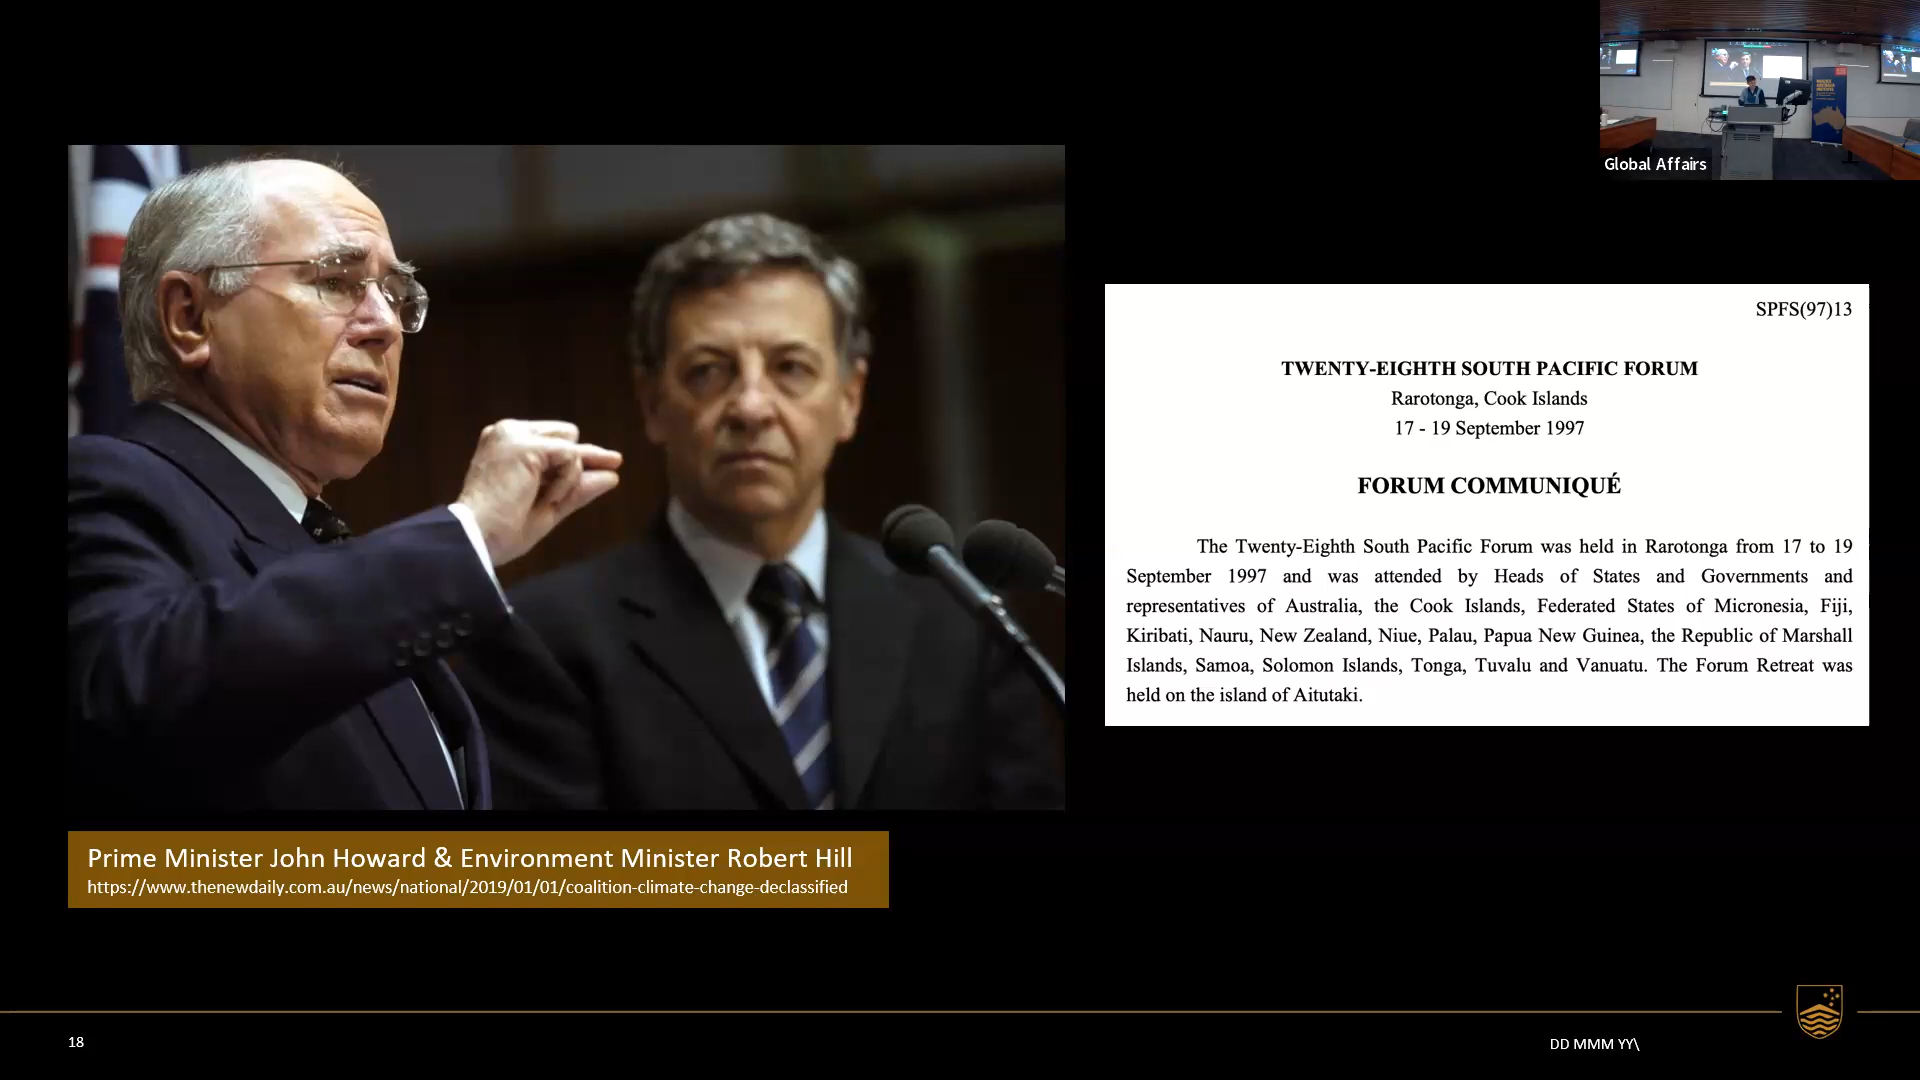 Global Affairs
SPFS(97)13
TWENTY-EIGHTH SOUTH PACIFIC FORUM
Rarotonga, Cook Islands
17 - 19 September 1997
FORUM COMMUNIQUÉ
The Twenty-Eighth South Pacific Forum was held in Rarotonga from 17 to 19
September 1997 and was attended by Heads of States and Governments and
representatives of Australia, the Cook Islands, Federated States of Micronesia, Fiji,
Kiribati, Nauru, New Zealand, Niue, Palau, Papua New Guinea, the Republic of Marshall
Islands, Samoa, Solomon Islands, Tonga, Tuvalu and Vanuatu. The Forum Retreat was
held on the island of Aitutaki.
Prime Minister John Howard & Environment Minister Robert Hill
https://www.thenewdaily.com.au/news/national/2019/01/01/coalition-climate-change-declassified
18
DD MMM YY\